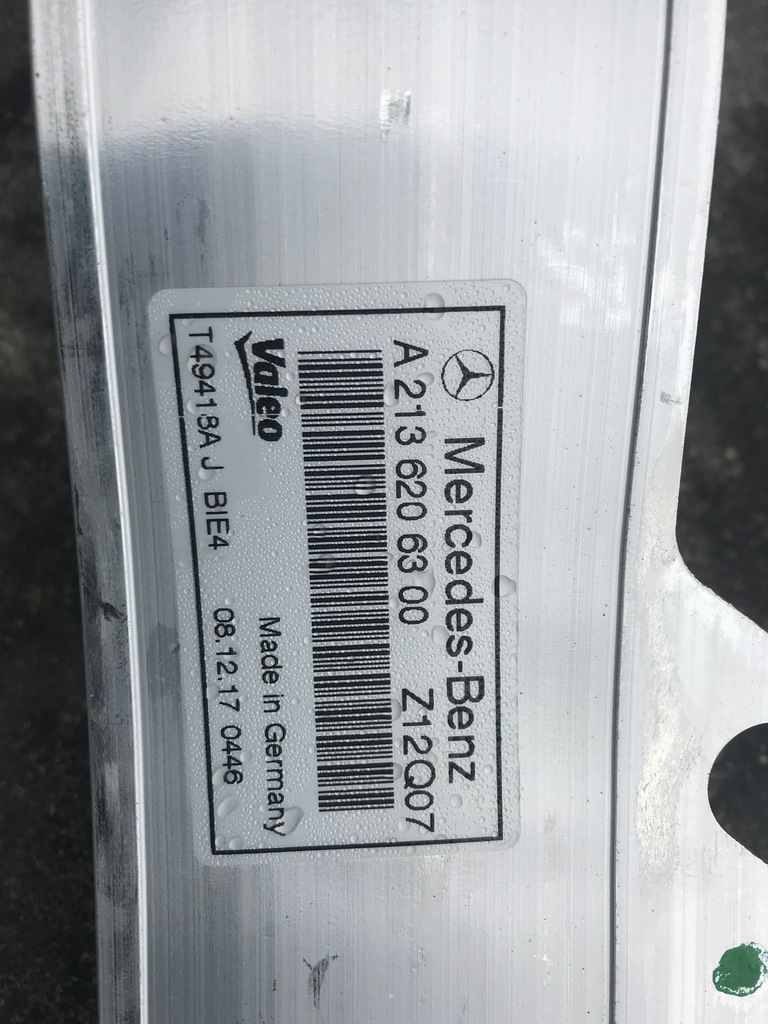 Mercedes-Benz
A 213 620 63 00 Z12Q07
Valeo
Made in Germany
T49418A J BIE4 08.12.17 0446